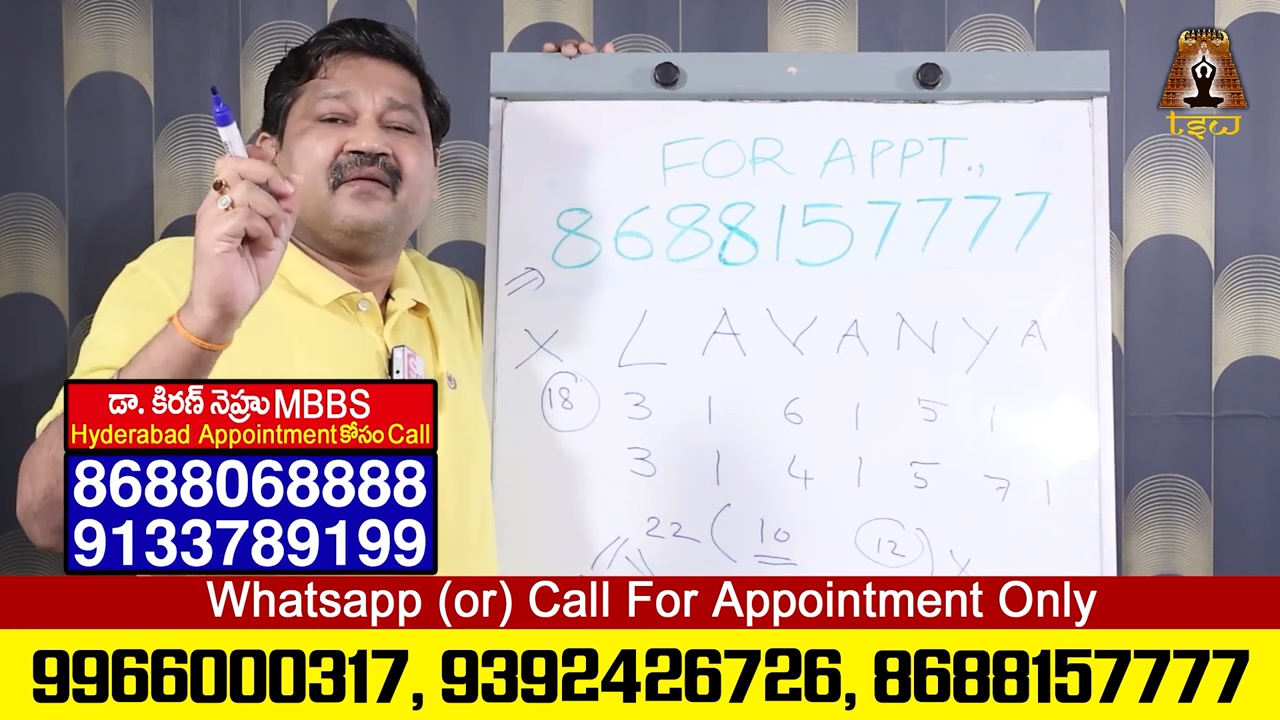 tsw
FOR APPT.,
8688157777
⇒
X LAVANYA
18 3 1 6 1 5 1
3 1 4 1 5 7 1
22 ( 10 12 ) Y
డా. కిరణ్ నెహ్రు MBBS
Hyderabad Appointment కోసం Call
8688068888
9133789199
Whatsapp (or) Call For Appointment Only
9966000317, 9392426726, 8688157777